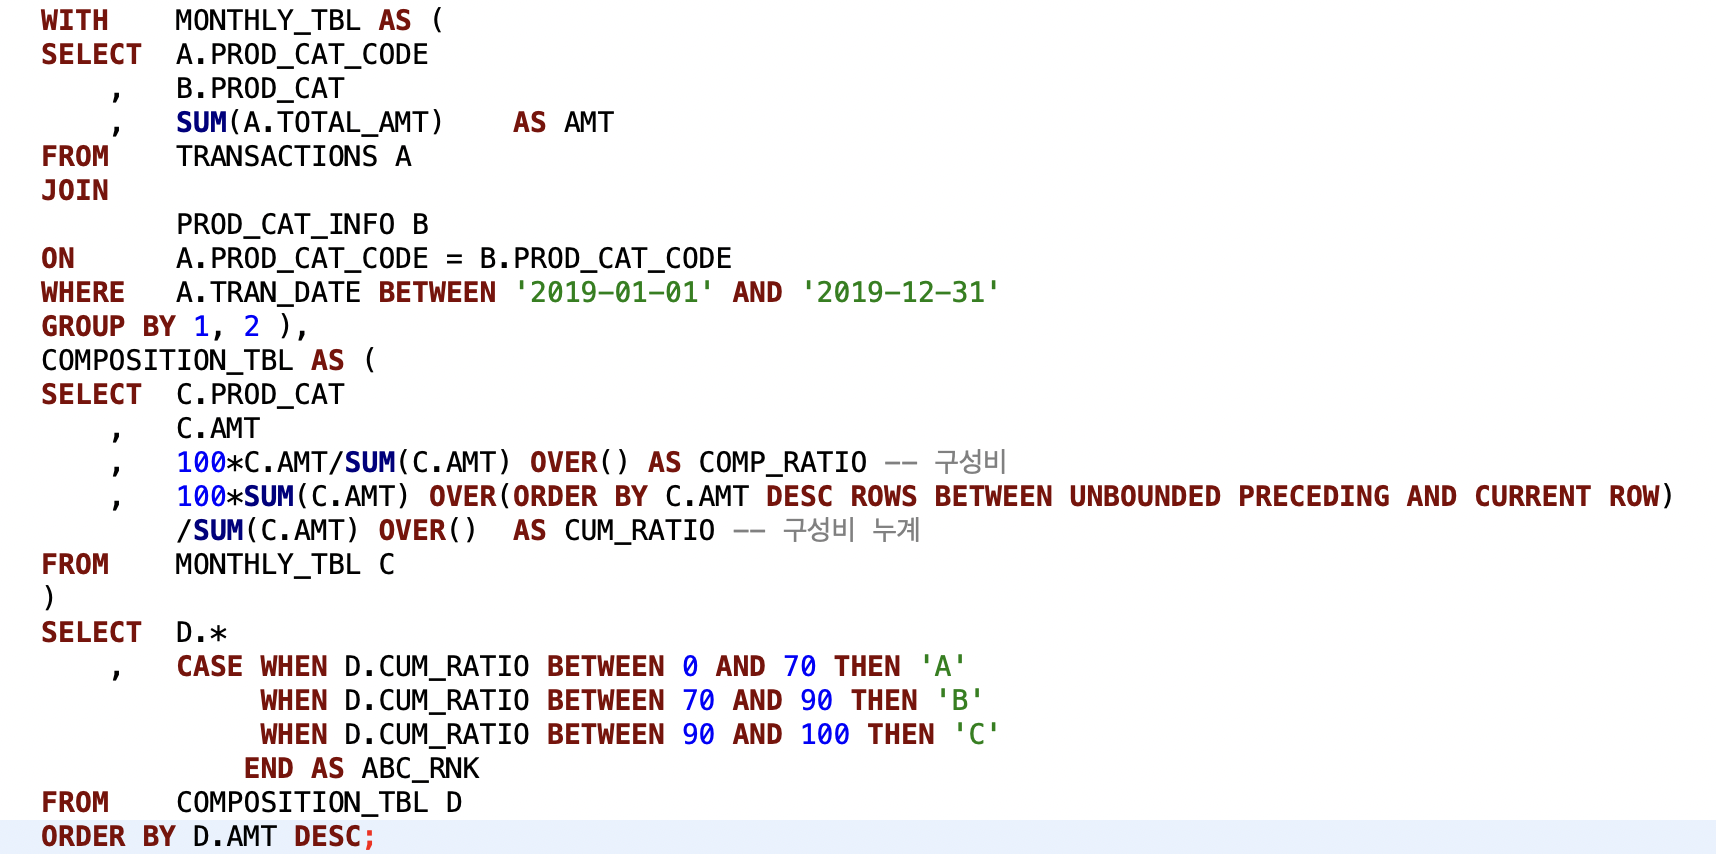 WITH    MONTHLY_TBL AS (
SELECT  A.PROD_CAT_CODE
    ,   B.PROD_CAT
    ,   SUM(A.TOTAL_AMT)    AS AMT
FROM    TRANSACTIONS A
JOIN
        PROD_CAT_INFO B
ON      A.PROD_CAT_CODE = B.PROD_CAT_CODE
WHERE   A.TRAN_DATE BETWEEN '2019-01-01' AND '2019-12-31'
GROUP BY 1, 2 ),
COMPOSITION_TBL AS (
SELECT  C.PROD_CAT
    ,   C.AMT
    ,   100*C.AMT/SUM(C.AMT) OVER() AS COMP_RATIO -- 구성비
    ,   100*SUM(C.AMT) OVER(ORDER BY C.AMT DESC ROWS BETWEEN UNBOUNDED PRECEDING AND CURRENT ROW)
        /SUM(C.AMT) OVER()  AS CUM_RATIO -- 구성비 누계
FROM    MONTHLY_TBL C
)
SELECT  D.*
    ,   CASE WHEN D.CUM_RATIO BETWEEN 0 AND 70 THEN 'A'
             WHEN D.CUM_RATIO BETWEEN 70 AND 90 THEN 'B'
             WHEN D.CUM_RATIO BETWEEN 90 AND 100 THEN 'C'
            END AS ABC_RNK
FROM    COMPOSITION_TBL D
ORDER BY D.AMT DESC;